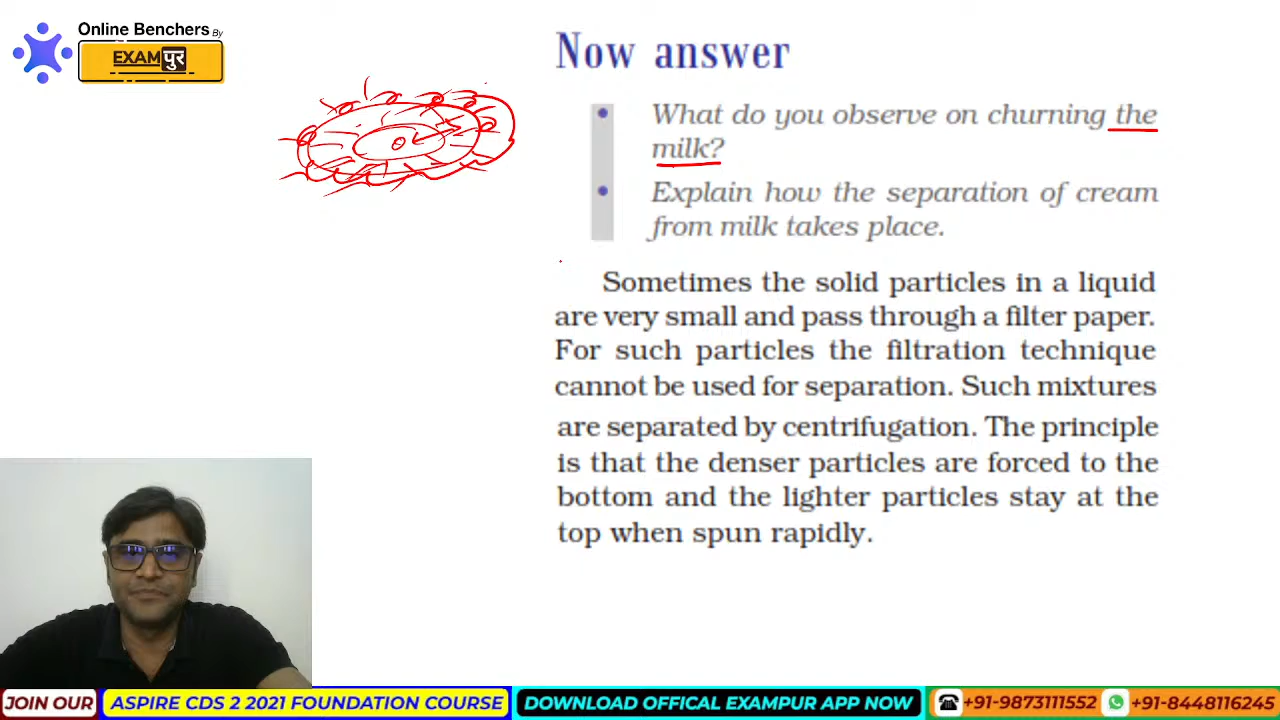 Online Benchers By
EXAMपुर
Now answer
• What do you observe on churning the
milk?
• Explain how the separation of cream
from milk takes place.
Sometimes the solid particles in a liquid
are very small and pass through a filter paper.
For such particles the filtration technique
cannot be used for separation. Such mixtures
are separated by centrifugation. The principle
is that the denser particles are forced to the
bottom and the lighter particles stay at the
top when spun rapidly.
JOIN OUR ASPIRE CDS 2 2021 FOUNDATION COURSE DOWNLOAD OFFICAL EXAMPUR APP NOW +91-9873111552 +91-8448116245